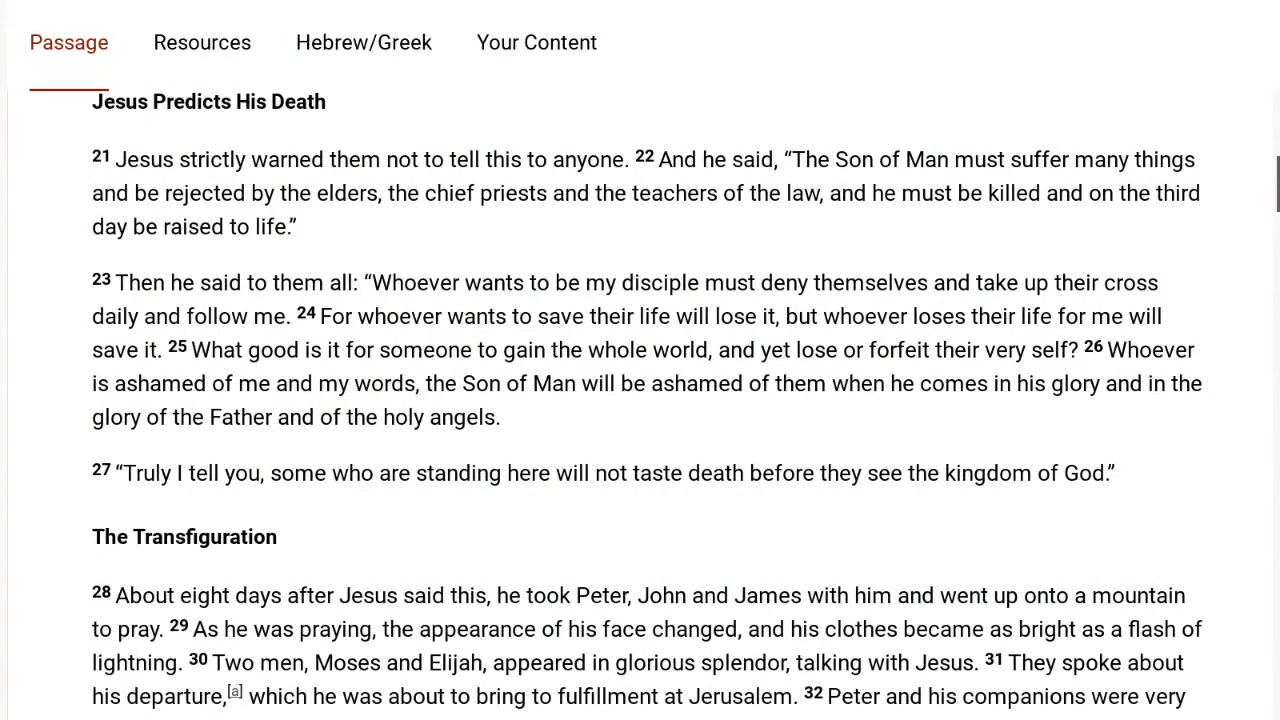 Passage Resources Hebrew/Greek Your Content
Jesus Predicts His Death
21 Jesus strictly warned them not to tell this to anyone. 22 And he said, “The Son of Man must suffer many things
and be rejected by the elders, the chief priests and the teachers of the law, and he must be killed and on the third
day be raised to life.”
23 Then he said to them all: “Whoever wants to be my disciple must deny themselves and take up their cross
daily and follow me. 24 For whoever wants to save their life will lose it, but whoever loses their life for me will
save it. 25 What good is it for someone to gain the whole world, and yet lose or forfeit their very self? 26 Whoever
is ashamed of me and my words, the Son of Man will be ashamed of them when he comes in his glory and in the
glory of the Father and of the holy angels.
27 “Truly I tell you, some who are standing here will not taste death before they see the kingdom of God.”
The Transfiguration
28 About eight days after Jesus said this, he took Peter, John and James with him and went up onto a mountain
to pray. 29 As he was praying, the appearance of his face changed, and his clothes became as bright as a flash of
lightning. 30 Two men, Moses and Elijah, appeared in glorious splendor, talking with Jesus. 31 They spoke about
his departure,[a] which he was about to bring to fulfillment at Jerusalem. 32 Peter and his companions were very